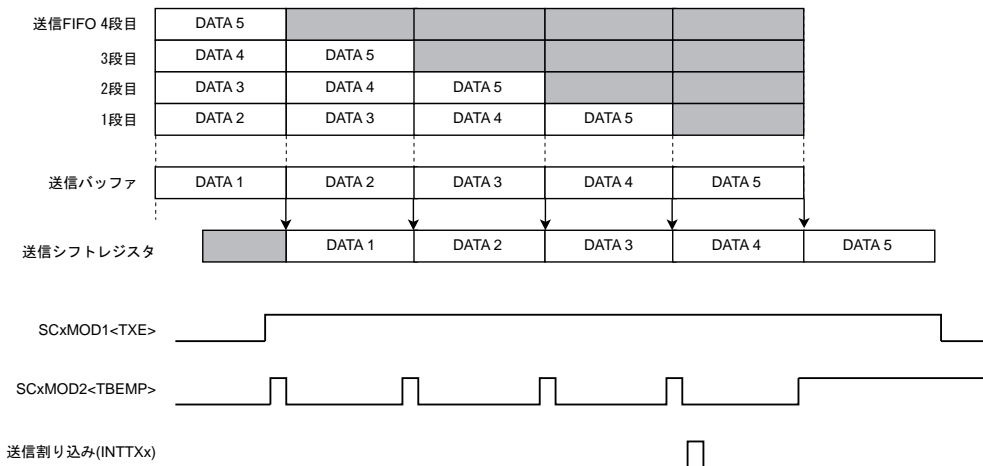 送信FIFO 4段目 DATA 5
3段目 DATA 4 DATA 5
2段目 DATA 3 DATA 4 DATA 5
1段目 DATA 2 DATA 3 DATA 4 DATA 5
送信バッファ DATA 1 DATA 2 DATA 3 DATA 4 DATA 5
送信シフトレジスタ DATA 1 DATA 2 DATA 3 DATA 4 DATA 5
SCxMOD1<TXE>
SCxMOD2<TBEMP>
送信割り込み(INTTXx)